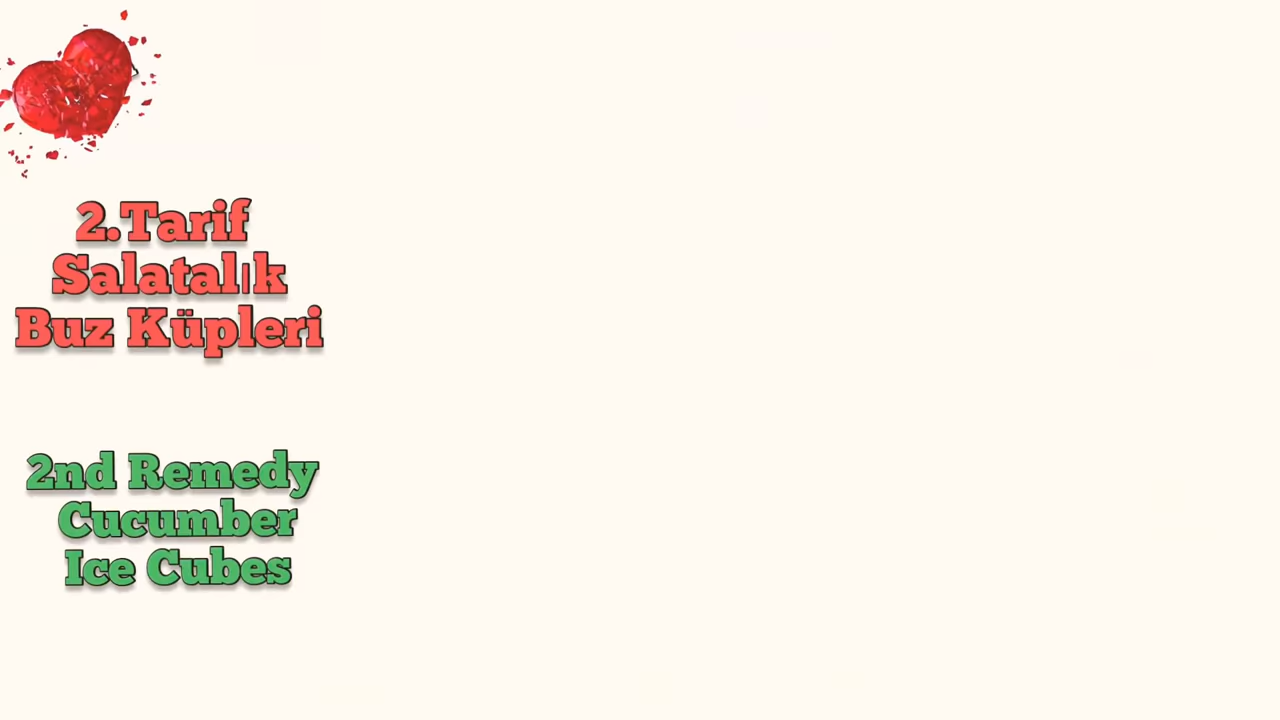 2.Tarif
Salatalık
Buz Küpleri
2nd Remedy
Cucumber
Ice Cubes